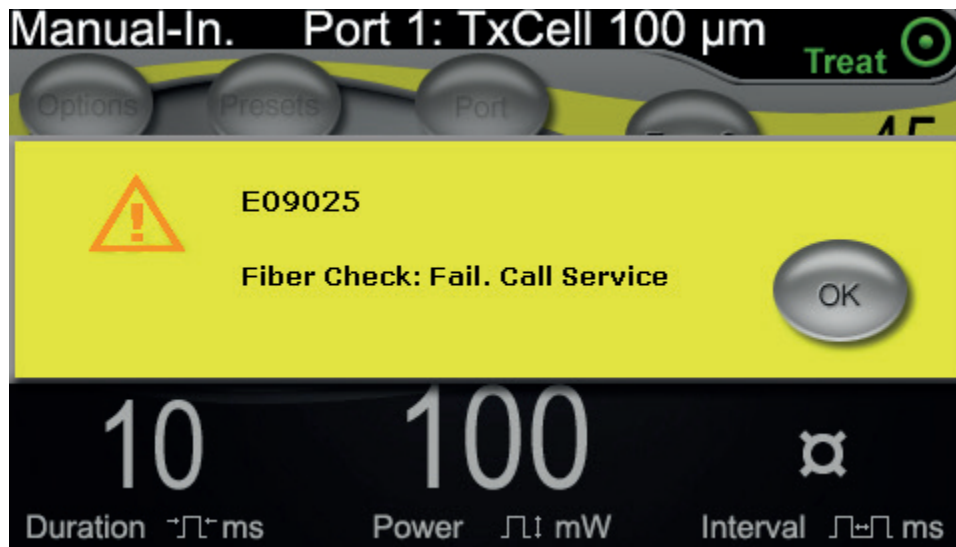 Manual-In. Port 1: TxCell 100 µm
Treat
Options Presets Port
E09025
Fiber Check: Fail. Call Service
OK
10 100 ¤
Duration ms Power mW Interval ms